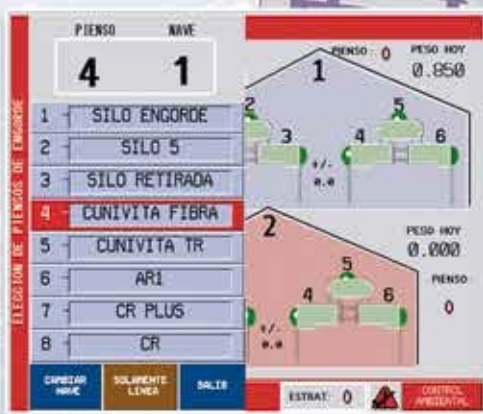 ELECCION DE PIENSOS DE ENGORDE
PIENSO NAVE
4 1
1 SILO ENGORDE
2 SILO 5
3 SILO RETIRADA
4 CUNIVITA FIBRA
5 CUNIVITA TR
6 AR1
7 CR PLUS
8 CR
CAMBIAR NAVE
SOLAMENTE LINEA
SALIR
1
PIENSO 0
PESO HOY
0.850
2 3
+/-
0.0
4 5 6
2
PESO HOY
0.000
PIENSO
0
4 5 6
+/-
0.0
ESTRAT: 0
CONTROL AMBIENTAL